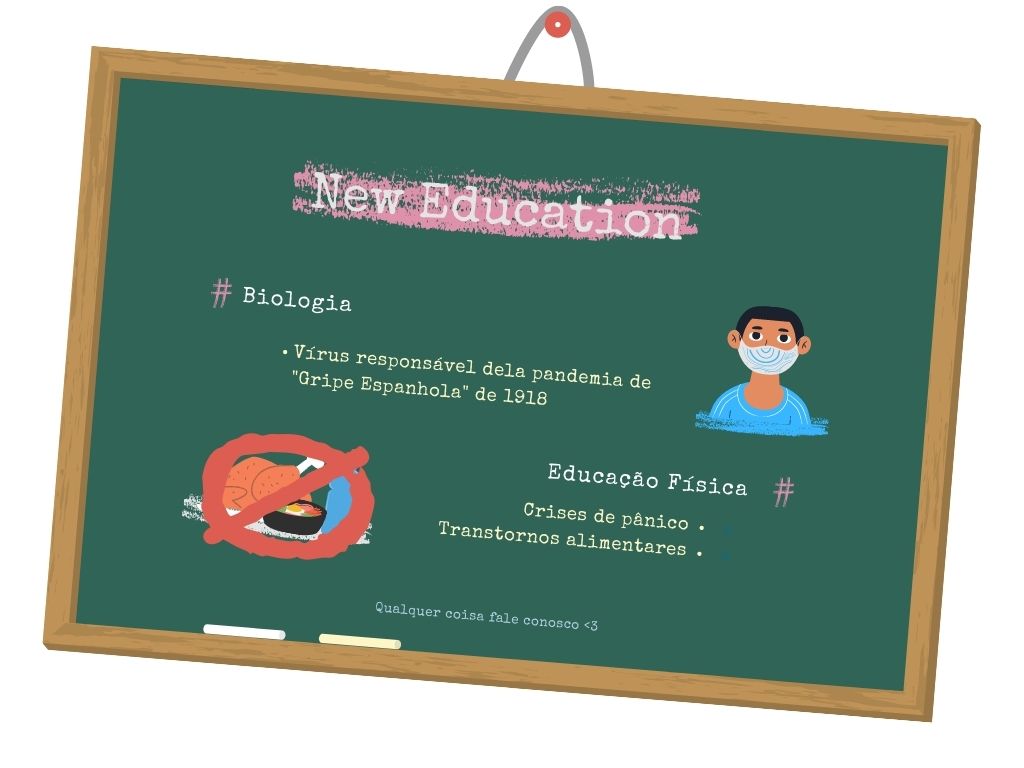 New Education
# Biologia
• Vírus responsável dela pandemia de
"Gripe Espanhola" de 1918
Educação Física #
Crises de pânico •
Transtornos alimentares •
Qualquer coisa fale conosco <3